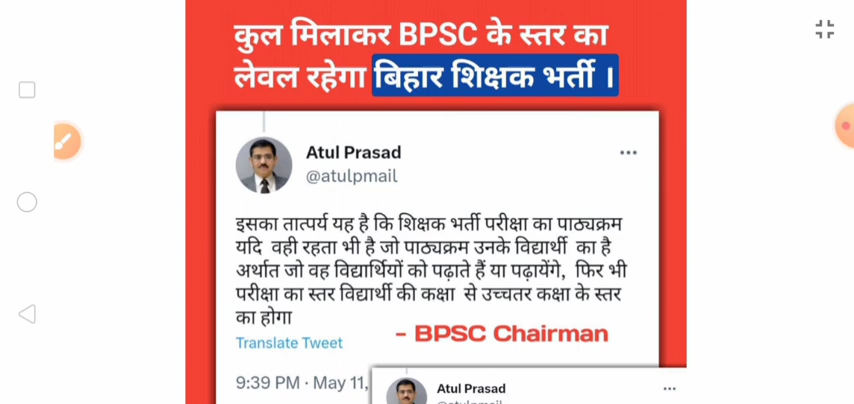 कुल मिलाकर BPSC के स्तर का
लेवल रहेगा बिहार शिक्षक भर्ती ।
Atul Prasad
@atulpmail
इसका तात्पर्य यह है कि शिक्षक भर्ती परीक्षा का पाठ्यक्रम
यदि वही रहता भी है जो पाठ्यक्रम उनके विद्यार्थी का है
अर्थात जो वह विद्यार्थियों को पढ़ाते हैं या पढ़ायेंगे, फिर भी
परीक्षा का स्तर विद्यार्थी की कक्षा से उच्चतर कक्षा के स्तर
का होगा
- BPSC Chairman
Translate Tweet
9:39 PM · May 11,
Atul Prasad